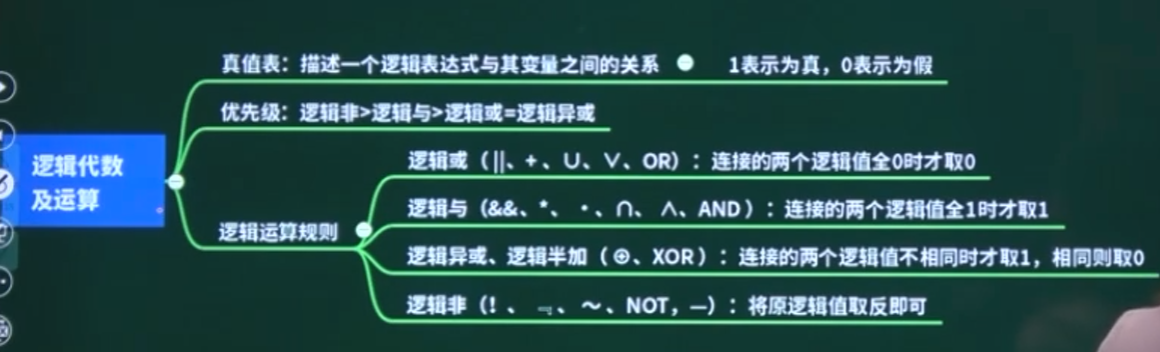 真值表：描述一个逻辑表达式与其变量之间的关系
1表示为真，0表示为假
优先级：逻辑非>逻辑与>逻辑或=逻辑异或
逻辑代数
及运算
逻辑运算规则
逻辑或（||、+、∪、∨、OR）：连接的两个逻辑值全0时才取0
逻辑与（&&、*、·、∩、∧、AND）：连接的两个逻辑值全1时才取1
逻辑异或、逻辑半加（⊕、XOR）：连接的两个逻辑值不相同时才取1，相同则取0
逻辑非（！、¬、～、NOT，—）：将原逻辑值取反即可